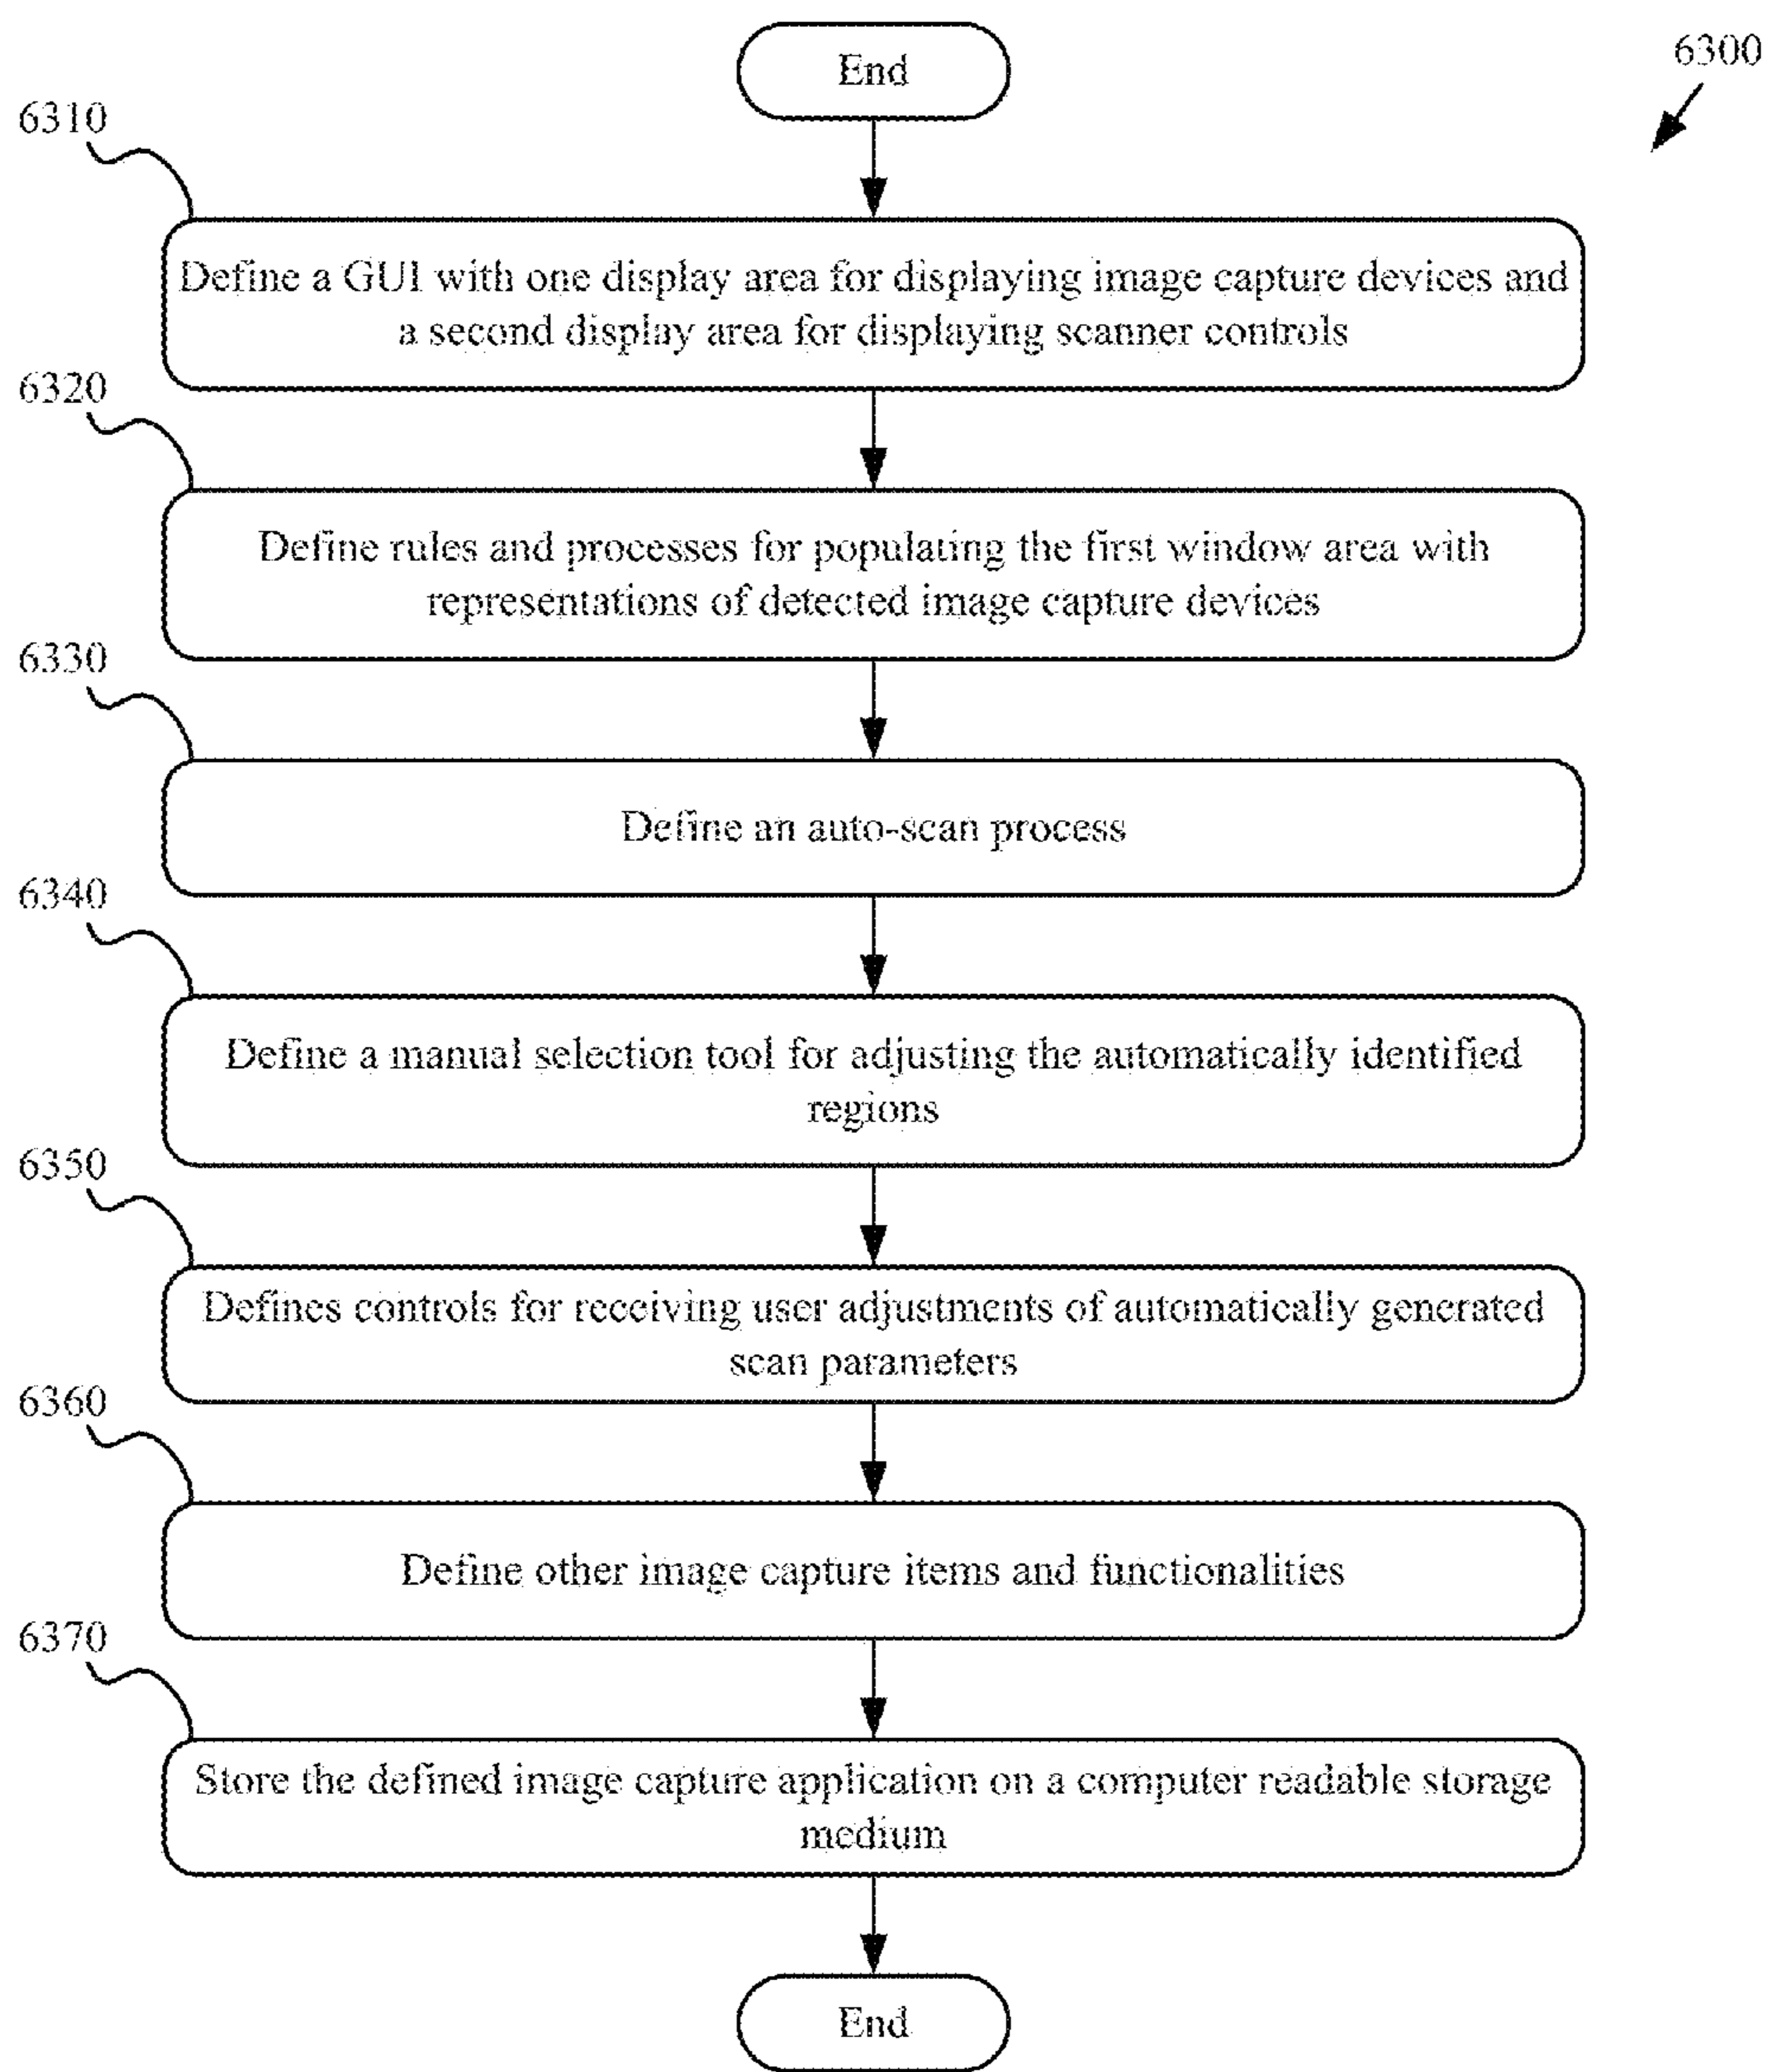 End
6300
6310
Define a GUI with one display area for displaying image capture devices and
a second display area for displaying scanner controls
6320
Define rules and processes for populating the first window area with
representations of detected image capture devices
6330
Define an auto-scan process
6340
Define a manual selection tool for adjusting the automatically identified
regions
6350
Defines controls for receiving user adjustments of automatically generated
scan parameters
6360
Define other image capture items and functionalities
6370
Store the defined image capture application on a computer readable storage
medium
End